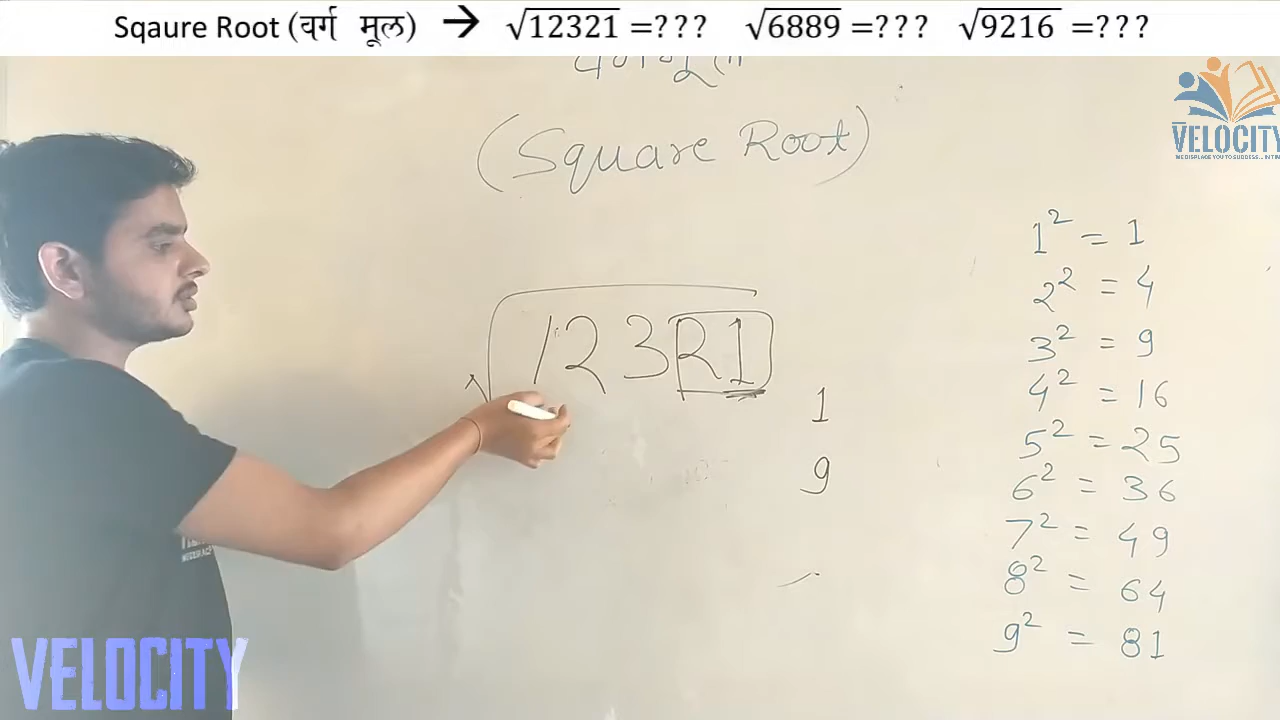 Sqaure Root (वर्ग मूल) → √12321 =??? √6889 =??? √9216 =???
VELOCITY
(Square Root)
√12321
1
9
1² = 1
2² = 4
3² = 9
4² = 16
5² = 25
6² = 36
7² = 49
8² = 64
9² = 81
VELOCITY